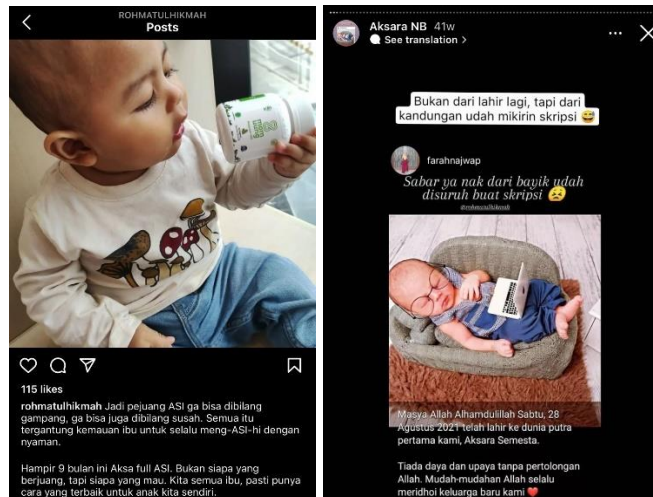 ROHMATULHIKMAH
Posts
115 likes
rohmatulhikmah Jadi pejuang ASI ga bisa dibilang
gampang, ga bisa juga dibilang susah. Semua itu
tergantung kemauan ibu untuk selalu meng-ASI-hi dengan
nyaman.
Hampir 9 bulan ini Aksa full ASI. Bukan siapa yang
berjuang, tapi siapa yang mau. Kita semua ibu, pasti punya
cara yang terbaik untuk anak kita sendiri.
Aksara NB 41w
See translation >
Bukan dari lahir lagi, tapi dari
kandungan udah mikirin skripsi 😅
farahnajwap
Sabar ya nak dari bayik udah
disuruh buat skripsi 😣
@rohmatulhikmah
Masya Allah Alhamdulillah Sabtu, 28
Agustus 2021 telah lahir ke dunia putra
pertama kami, Aksara Semesta.
Tiada daya dan upaya tanpa pertolongan
Allah. Mudah-mudahan Allah selalu
meridhoi keluarga baru kami ❤️